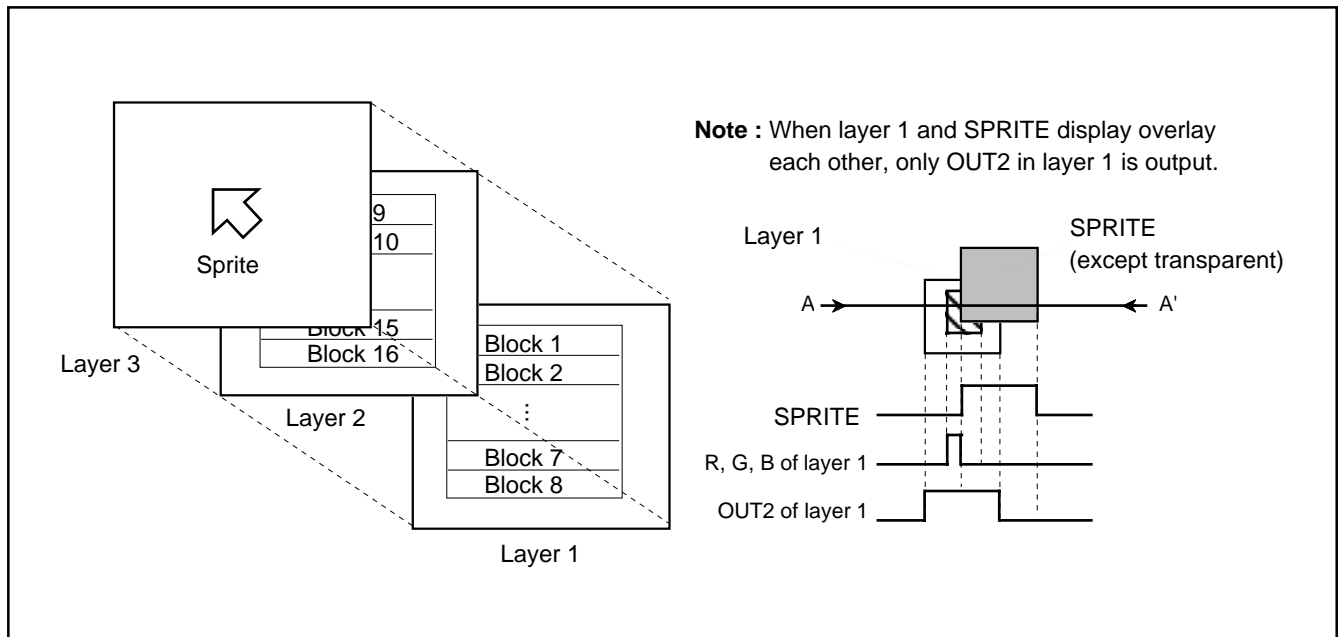 Sprite
Layer 3
9
10
Block 15
Block 16
Layer 2
Block 1
Block 2
⋮
Block 7
Block 8
Layer 1
Note : When layer 1 and SPRITE display overlay
each other, only OUT2 in layer 1 is output.
Layer 1
SPRITE
(except transparent)
A
A'
SPRITE
R, G, B of layer 1
OUT2 of layer 1